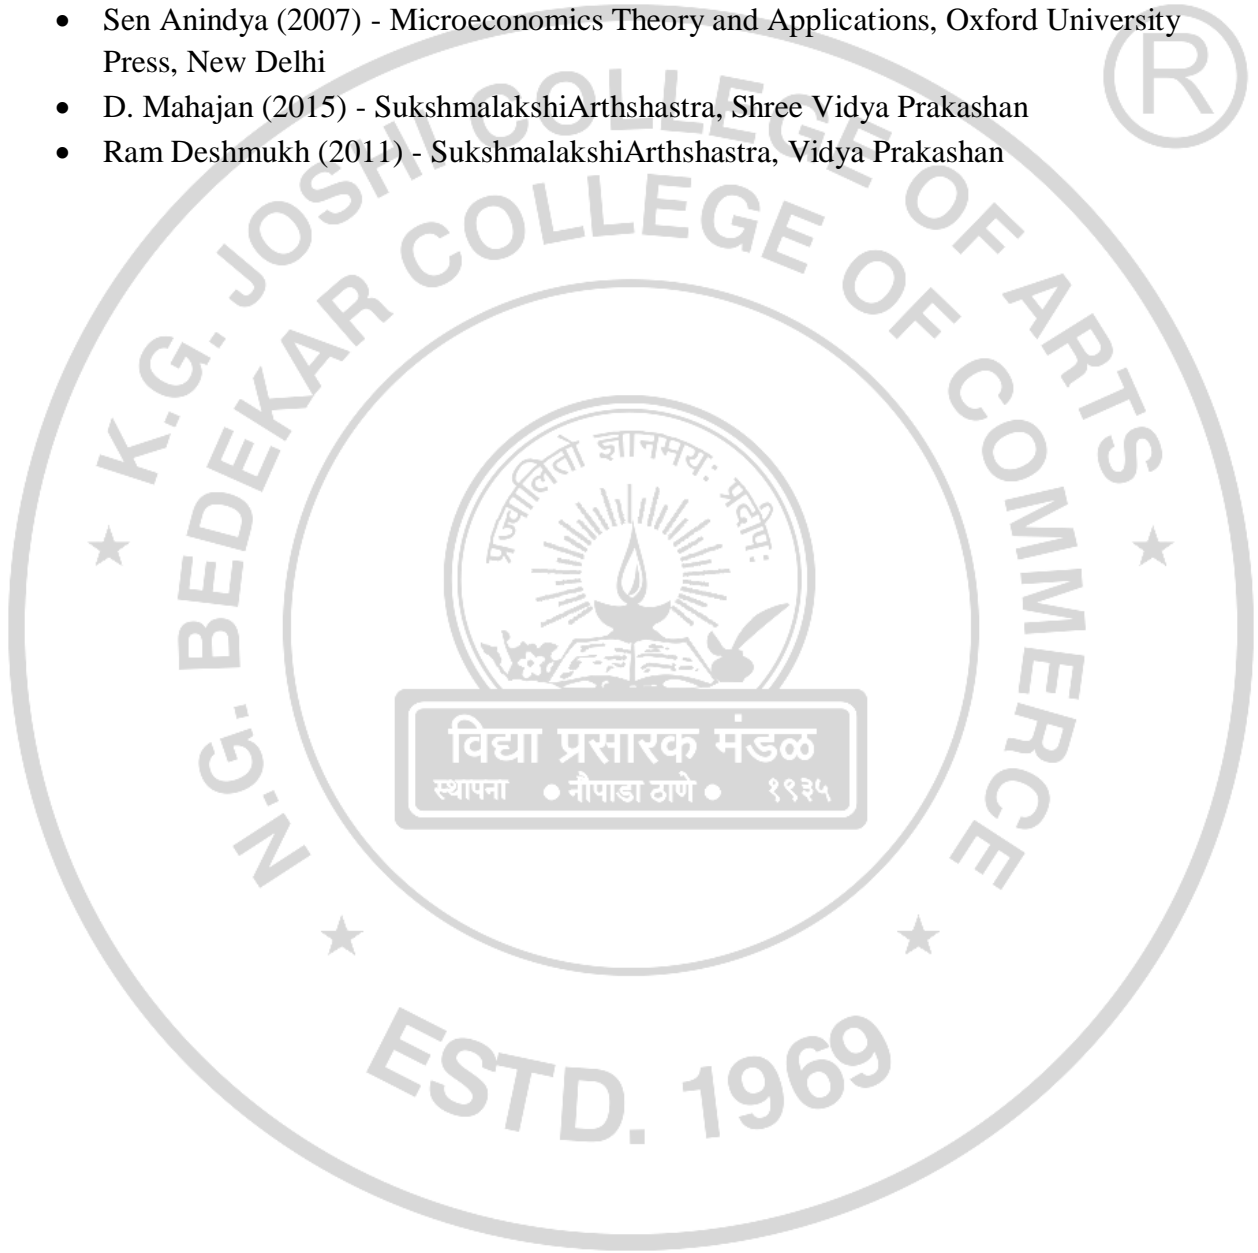 • Sen Anindya (2007) - Microeconomics Theory and Applications, Oxford University
Press, New Delhi
• D. Mahajan (2015) - SukshmalakshiArthshastra, Shree Vidya Prakashan
• Ram Deshmukh (2011) - SukshmalakshiArthshastra, Vidya Prakashan
R
K.G. JOSHI COLLEGE OF ARTS
N.G. BEDEKAR COLLEGE OF COMMERCE
प्रज्वालितो ज्ञानमयः प्रदीपः
विद्या प्रसारक मंडळ
स्थापना • नौपाडा ठाणे • १९३५
ESTD. 1969